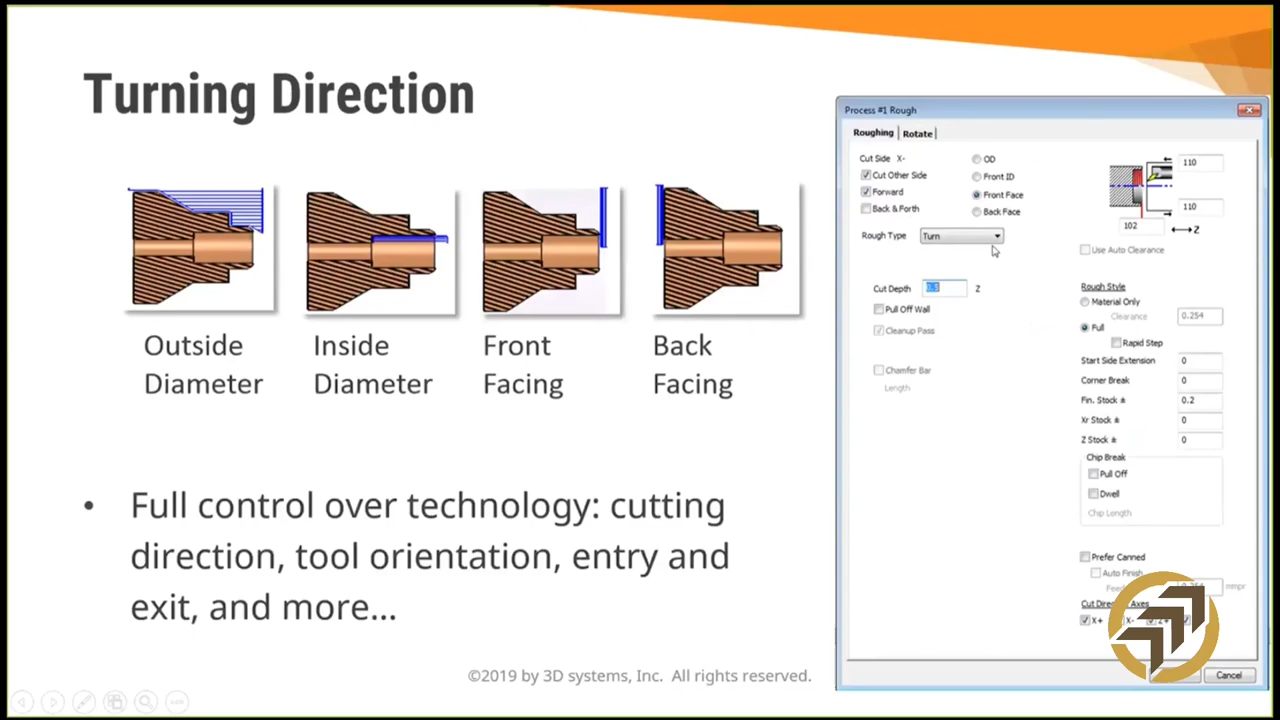 Turning Direction
Outside
Diameter
Inside
Diameter
Front
Facing
Back
Facing
• Full control over technology: cutting
direction, tool orientation, entry and
exit, and more...
©2019 by 3D systems, Inc. All rights reserved.
Process #1 Rough
Roughing Rotate
Cut Side X-
Cut Other Side
Forward
Back & Forth
OD
Front ID
Front Face
Back Face
Rough Type Turn
110
110
102
Z
Use Auto Clearance
Cut Depth 0.5 Z
Pull Off Wall
Cleanup Pass
Chamfer Bar
Length
Rough Style
Material Only
Clearance 0.254
Full
Rapid Step
Start Side Extension 0
Corner Break 0
Fin. Stock ± 0.2
Xr Stock ± 0
Z Stock ± 0
Chip Break
Pull Off
Dwell
Chip Length
Prefer Canned
Auto Finish
mmpr
X+
Cancel